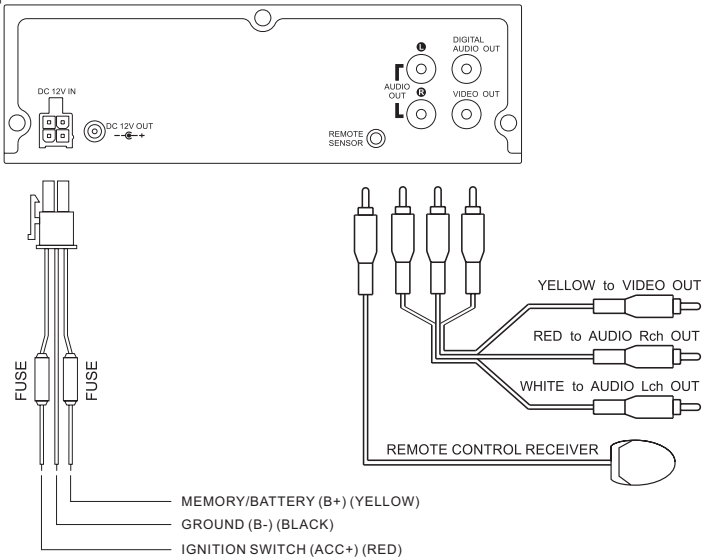 DIGITAL
AUDIO OUT
L
AUDIO
OUT
R
VIDEO OUT
DC 12V IN
DC 12V OUT
- +
REMOTE
SENSOR
YELLOW to VIDEO OUT
RED to AUDIO Rch OUT
WHITE to AUDIO Lch OUT
FUSE
FUSE
REMOTE CONTROL RECEIVER
MEMORY/BATTERY (B+) (YELLOW)
GROUND (B-) (BLACK)
IGNITION SWITCH (ACC+) (RED)